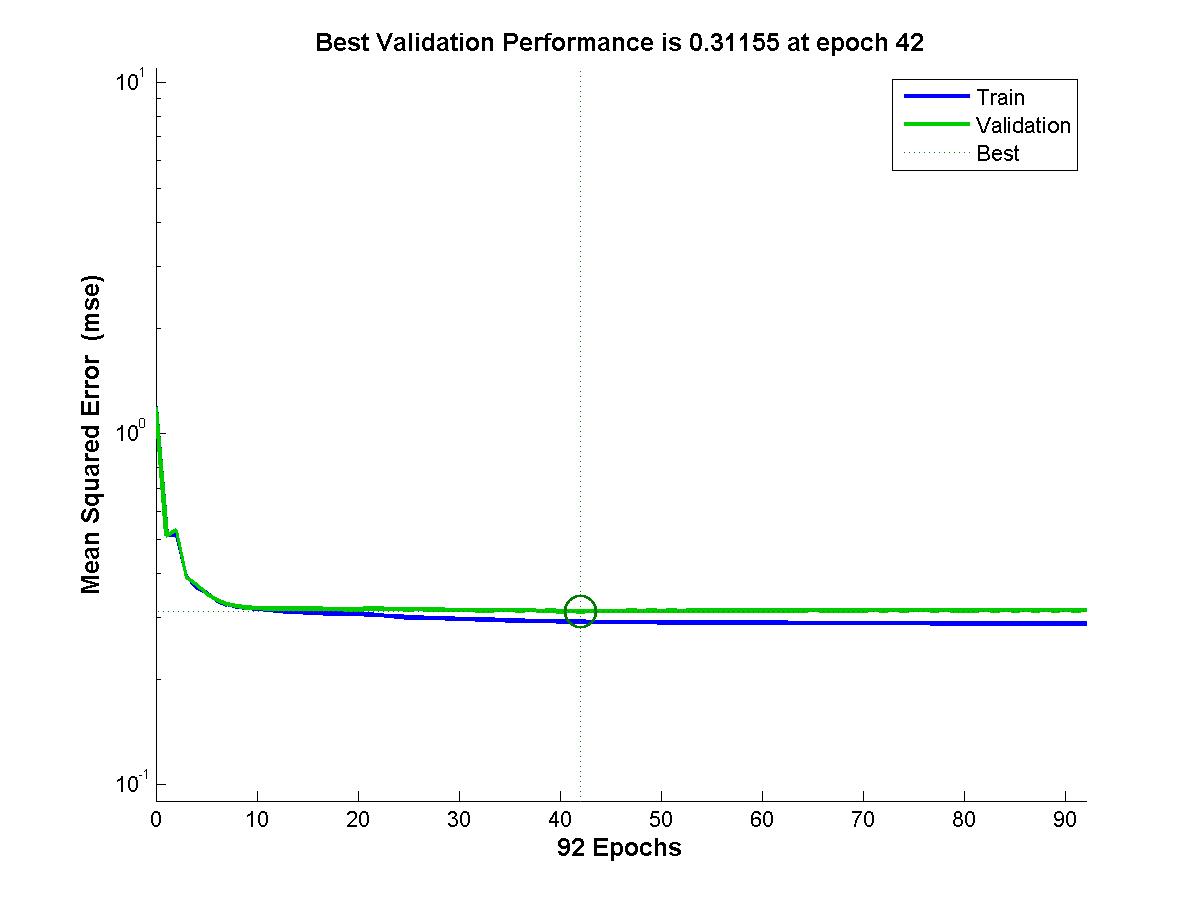 Best Validation Performance is 0.31155 at epoch 42
Train
Validation
Best
Mean Squared Error (mse)
10^1
10^0
10^-1
0 10 20 30 40 50 60 70 80 90
92 Epochs